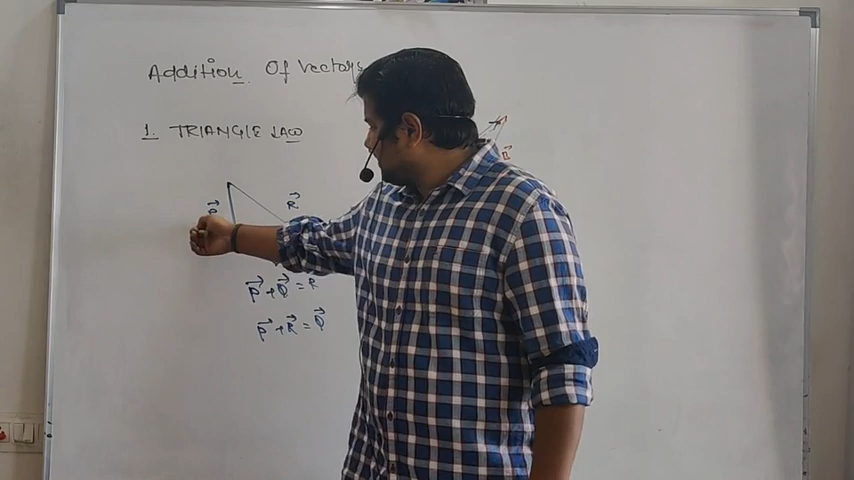 Addition Of Vectors
1. TRIANGLE LAW
R⃗
P⃗ + Q⃗ = R
P⃗ + R⃗ = Q⃗